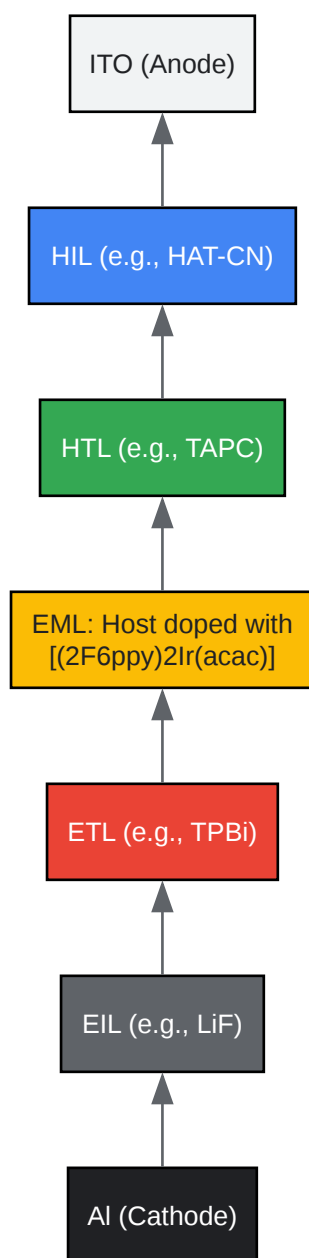 ITO (Anode)
HIL (e.g., HAT-CN)
HTL (e.g., TAPC)
EML: Host doped with
[(2F6ppy)2Ir(acac)]
ETL (e.g., TPBi)
EIL (e.g., LiF)
Al (Cathode)